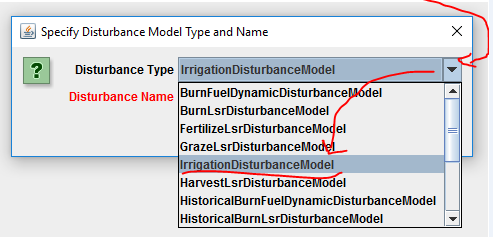 Specify Disturbance Model Type and Name
?
Disturbance Type IrrigationDisturbanceModel
Disturbance Name
BurnFuelDynamicDisturbanceModel
BurnLsrDisturbanceModel
FertilizeLsrDisturbanceModel
GrazeLsrDisturbanceModel
IrrigationDisturbanceModel
HarvestLsrDisturbanceModel
HistoricalBurnFuelDynamicDisturbanceModel
HistoricalBurnLsrDisturbanceModel